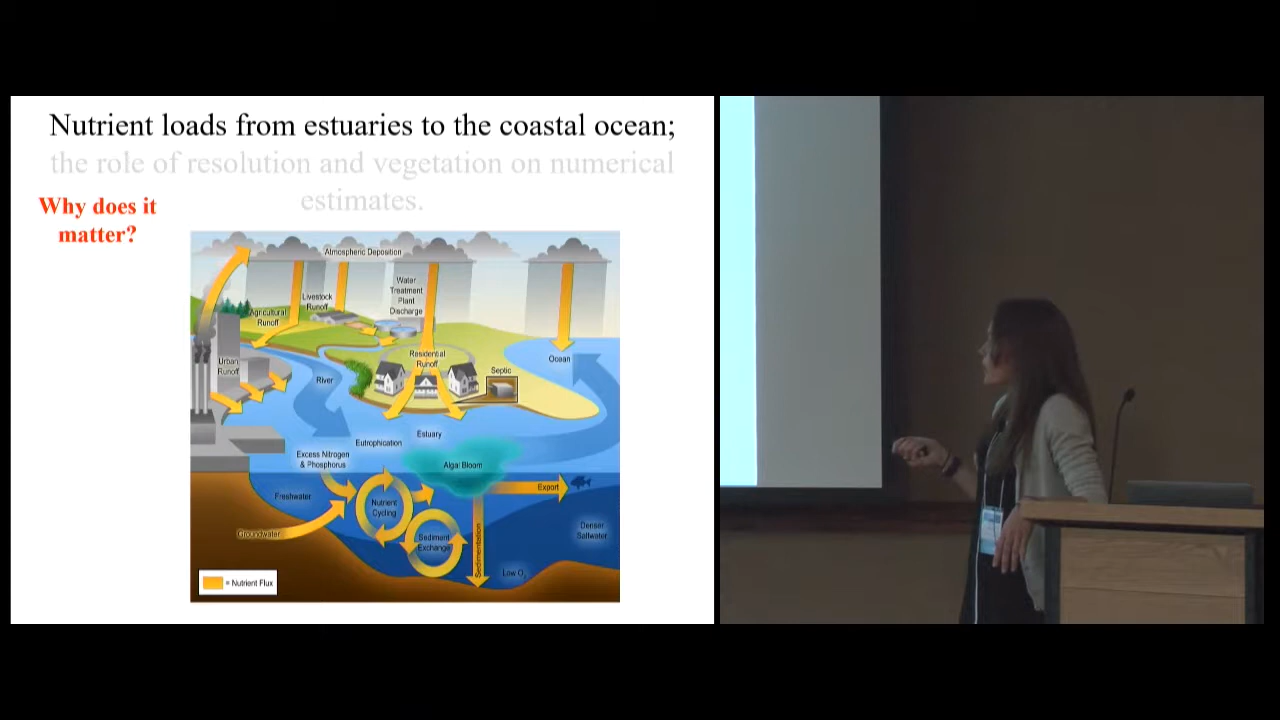 Nutrient loads from estuaries to the coastal ocean;
the role of resolution and vegetation on numerical
estimates.
Why does it
matter?
Atmospheric Deposition
Water
Treatment
Plant
Discharge
Livestock
Runoff
Agricultural
Runoff
Residential
Runoff
Ocean
Urban
Runoff
Septic
River
Estuary
Eutrophication
Excess Nitrogen
& Phosphorus
Algal Bloom
Export
Freshwater
Nutrient
Cycling
Groundwater
Sediment
Exchange
Sedimentation
Denser
Saltwater
Low O2
= Nutrient Flux